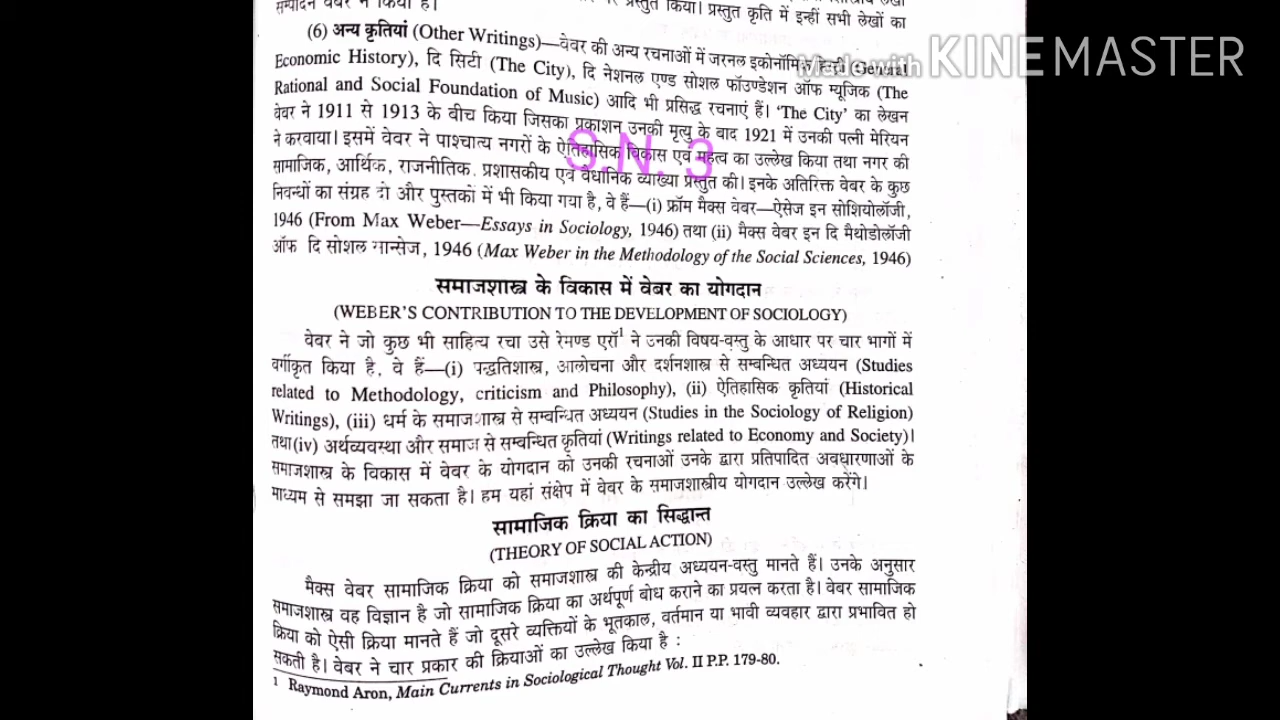 सम्पादन वेबर ने किया है। प्रस्तुत किया। प्रस्तुत कृति में इन्हीं सभी लेखों का
(6) अन्य कृतियां (Other Writings)—वेबर की अन्य रचनाओं में जरनल इकोनॉमिक (General
Made with KINEMASTER
Economic History), दि सिटी (The City), दि नेशनल एण्ड सोशल फॉउण्डेशन ऑफ म्यूजिक (The
Rational and Social Foundation of Music) आदि भी प्रसिद्ध रचनाएं हैं। 'The City' का लेखन
वेबर ने 1911 से 1913 के बीच किया जिसका प्रकाशन उनकी मृत्यु के बाद 1921 में उनकी पत्नी मेरियन
ने करवाया। इसमें वेबर ने पाश्चात्य नगरों के ऐतिहासिक विकास एवं महत्व का उल्लेख किया तथा नगर की
S.N. 3
सामाजिक, आर्थिक, राजनीतिक, प्रशासकीय एवं वैधानिक व्याख्या प्रस्तुत की। इनके अतिरिक्त वेबर के कुछ
निबन्धों का संग्रह दो और पुस्तकों में भी किया गया है, वे हैं—(i) फ्रॉम मैक्स वेबर—ऐसेज इन सोशियोलॉजी,
1946 (From Max Weber—Essays in Sociology, 1946) तथा (ii) मैक्स वेबर इन दि मैथोडोलॉजी
ऑफ दि सोशल सान्सेज, 1946 (Max Weber in the Methodology of the Social Sciences, 1946)
समाजशास्त्र के विकास में वेबर का योगदान
(WEBER'S CONTRIBUTION TO THE DEVELOPMENT OF SOCIOLOGY)
वेबर ने जो कुछ भी साहित्य रचा उसे रेमण्ड एरॉ¹ ने उनकी विषय-वस्तु के आधार पर चार भागों में
वर्गीकृत किया है, वे हैं—(i) पद्धतिशास्त्र, आलोचना और दर्शनशास्त्र से सम्बन्धित अध्ययन (Studies
related to Methodology, criticism and Philosophy), (ii) ऐतिहासिक कृतियां (Historical
Writings), (iii) धर्म के समाजशास्त्र से सम्बन्धित अध्ययन (Studies in the Sociology of Religion)
तथा (iv) अर्थव्यवस्था और समाज से सम्बन्धित कृतियां (Writings related to Economy and Society)।
समाजशास्त्र के विकास में वेबर के योगदान को उनकी रचनाओं उनके द्वारा प्रतिपादित अवधारणाओं के
माध्यम से समझा जा सकता है। हम यहां संक्षेप में वेबर के समाजशास्त्रीय योगदान उल्लेख करेंगे।
सामाजिक क्रिया का सिद्धान्त
(THEORY OF SOCIAL ACTION)
मैक्स वेबर सामाजिक क्रिया को समाजशास्त्र की केन्द्रीय अध्ययन-वस्तु मानते हैं। उनके अनुसार
समाजशास्त्र वह विज्ञान है जो सामाजिक क्रिया का अर्थपूर्ण बोध कराने का प्रयत्न करता है। वेबर सामाजिक
क्रिया को ऐसी क्रिया मानते हैं जो दूसरे व्यक्तियों के भूतकाल, वर्तमान या भावी व्यवहार द्वारा प्रभावित हो
सकती है। वेबर ने चार प्रकार की क्रियाओं का उल्लेख किया है :
¹ Raymond Aron, Main Currents in Sociological Thought Vol. II P.P. 179-80.